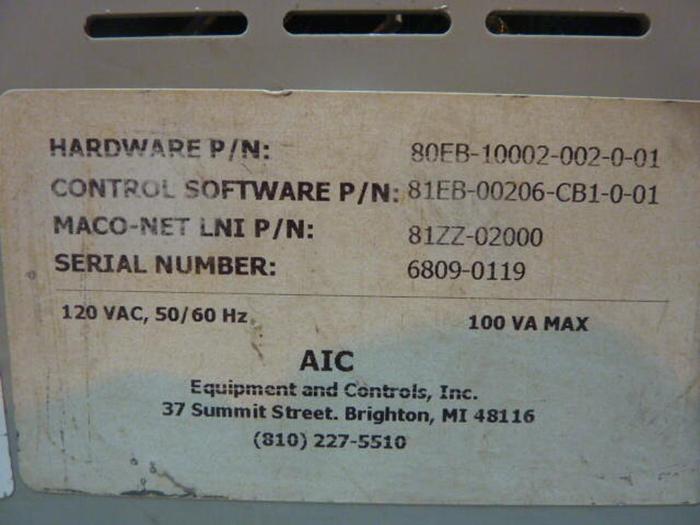 HARDWARE P/N: 80EB-10002-002-0-01
CONTROL SOFTWARE P/N: 81EB-00206-CB1-0-01
MACO-NET LNI P/N: 81ZZ-02000
SERIAL NUMBER: 6809-0119
120 VAC, 50/60 Hz 100 VA MAX
AIC
Equipment and Controls, Inc.
37 Summit Street. Brighton, MI 48116
(810) 227-5510